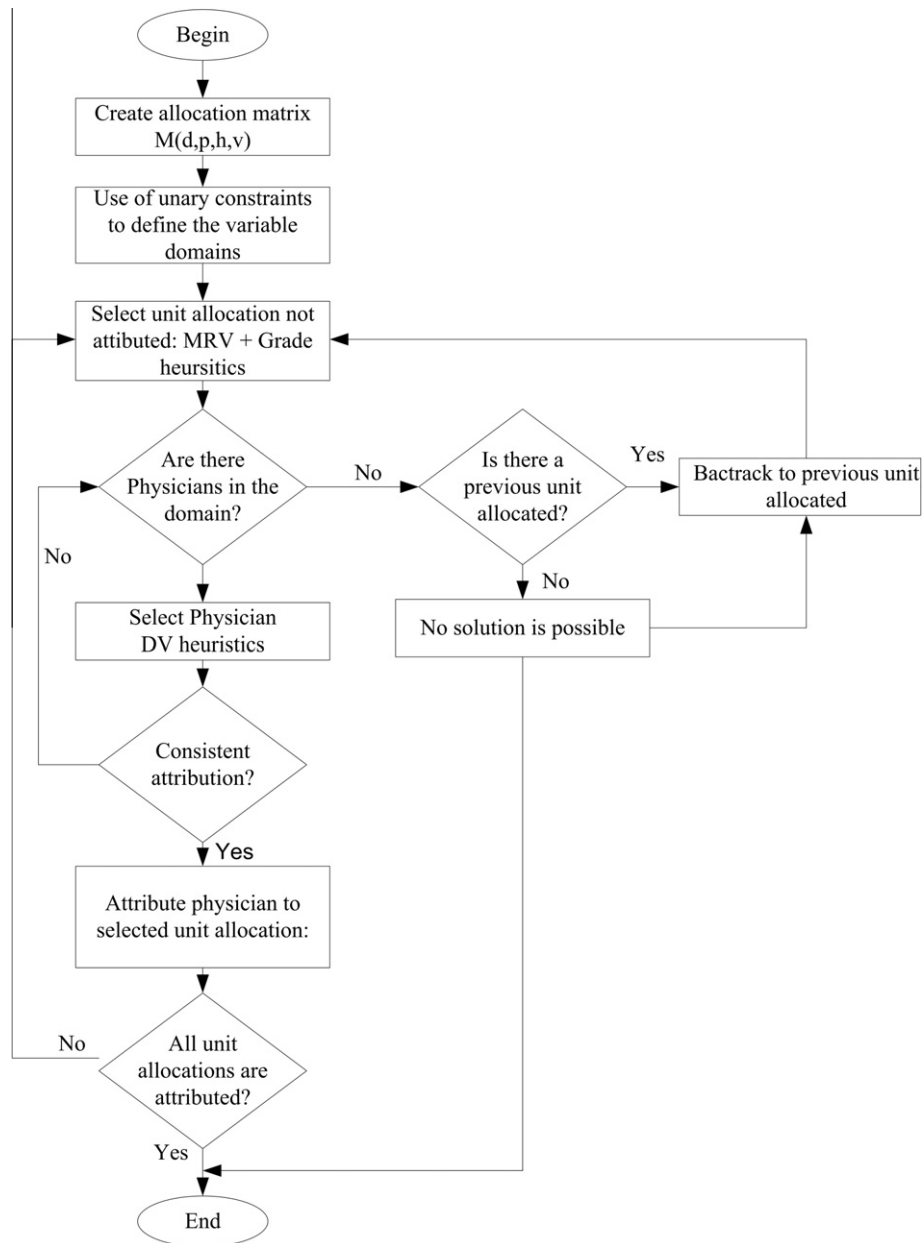 Begin
Create allocation matrix
M(d,p,h,v)
Use of unary constraints
to define the variable
domains
Select unit allocation not
attibuted: MRV + Grade
heursitics
Are there
Physicians in the
domain?
No
Is there a
previous unit
allocated?
Yes
Bactrack to previous unit
allocated
No
No
Select Physician
DV heuristics
No solution is possible
Consistent
attribution?
Yes
Attribute physician to
selected unit allocation:
No
All unit
allocations are
attributed?
Yes
End